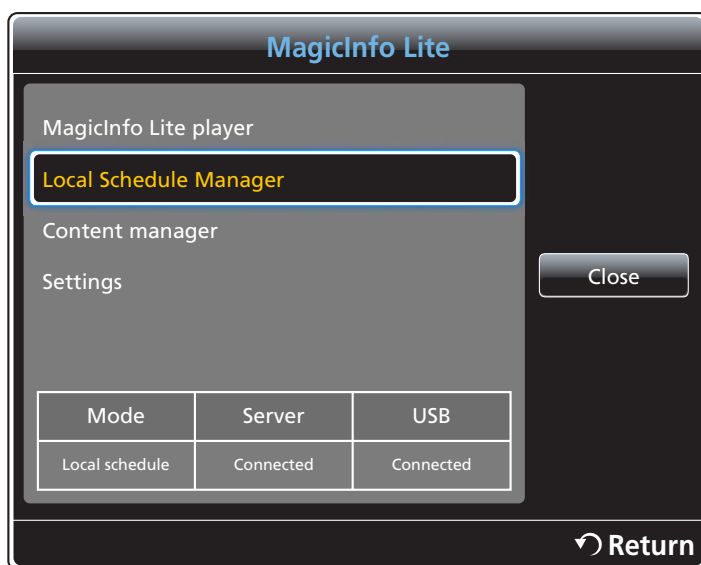 MagicInfo Lite
MagicInfo Lite player
Local Schedule Manager
Content manager
Settings
Close
Mode Server USB
Local schedule Connected Connected
Return